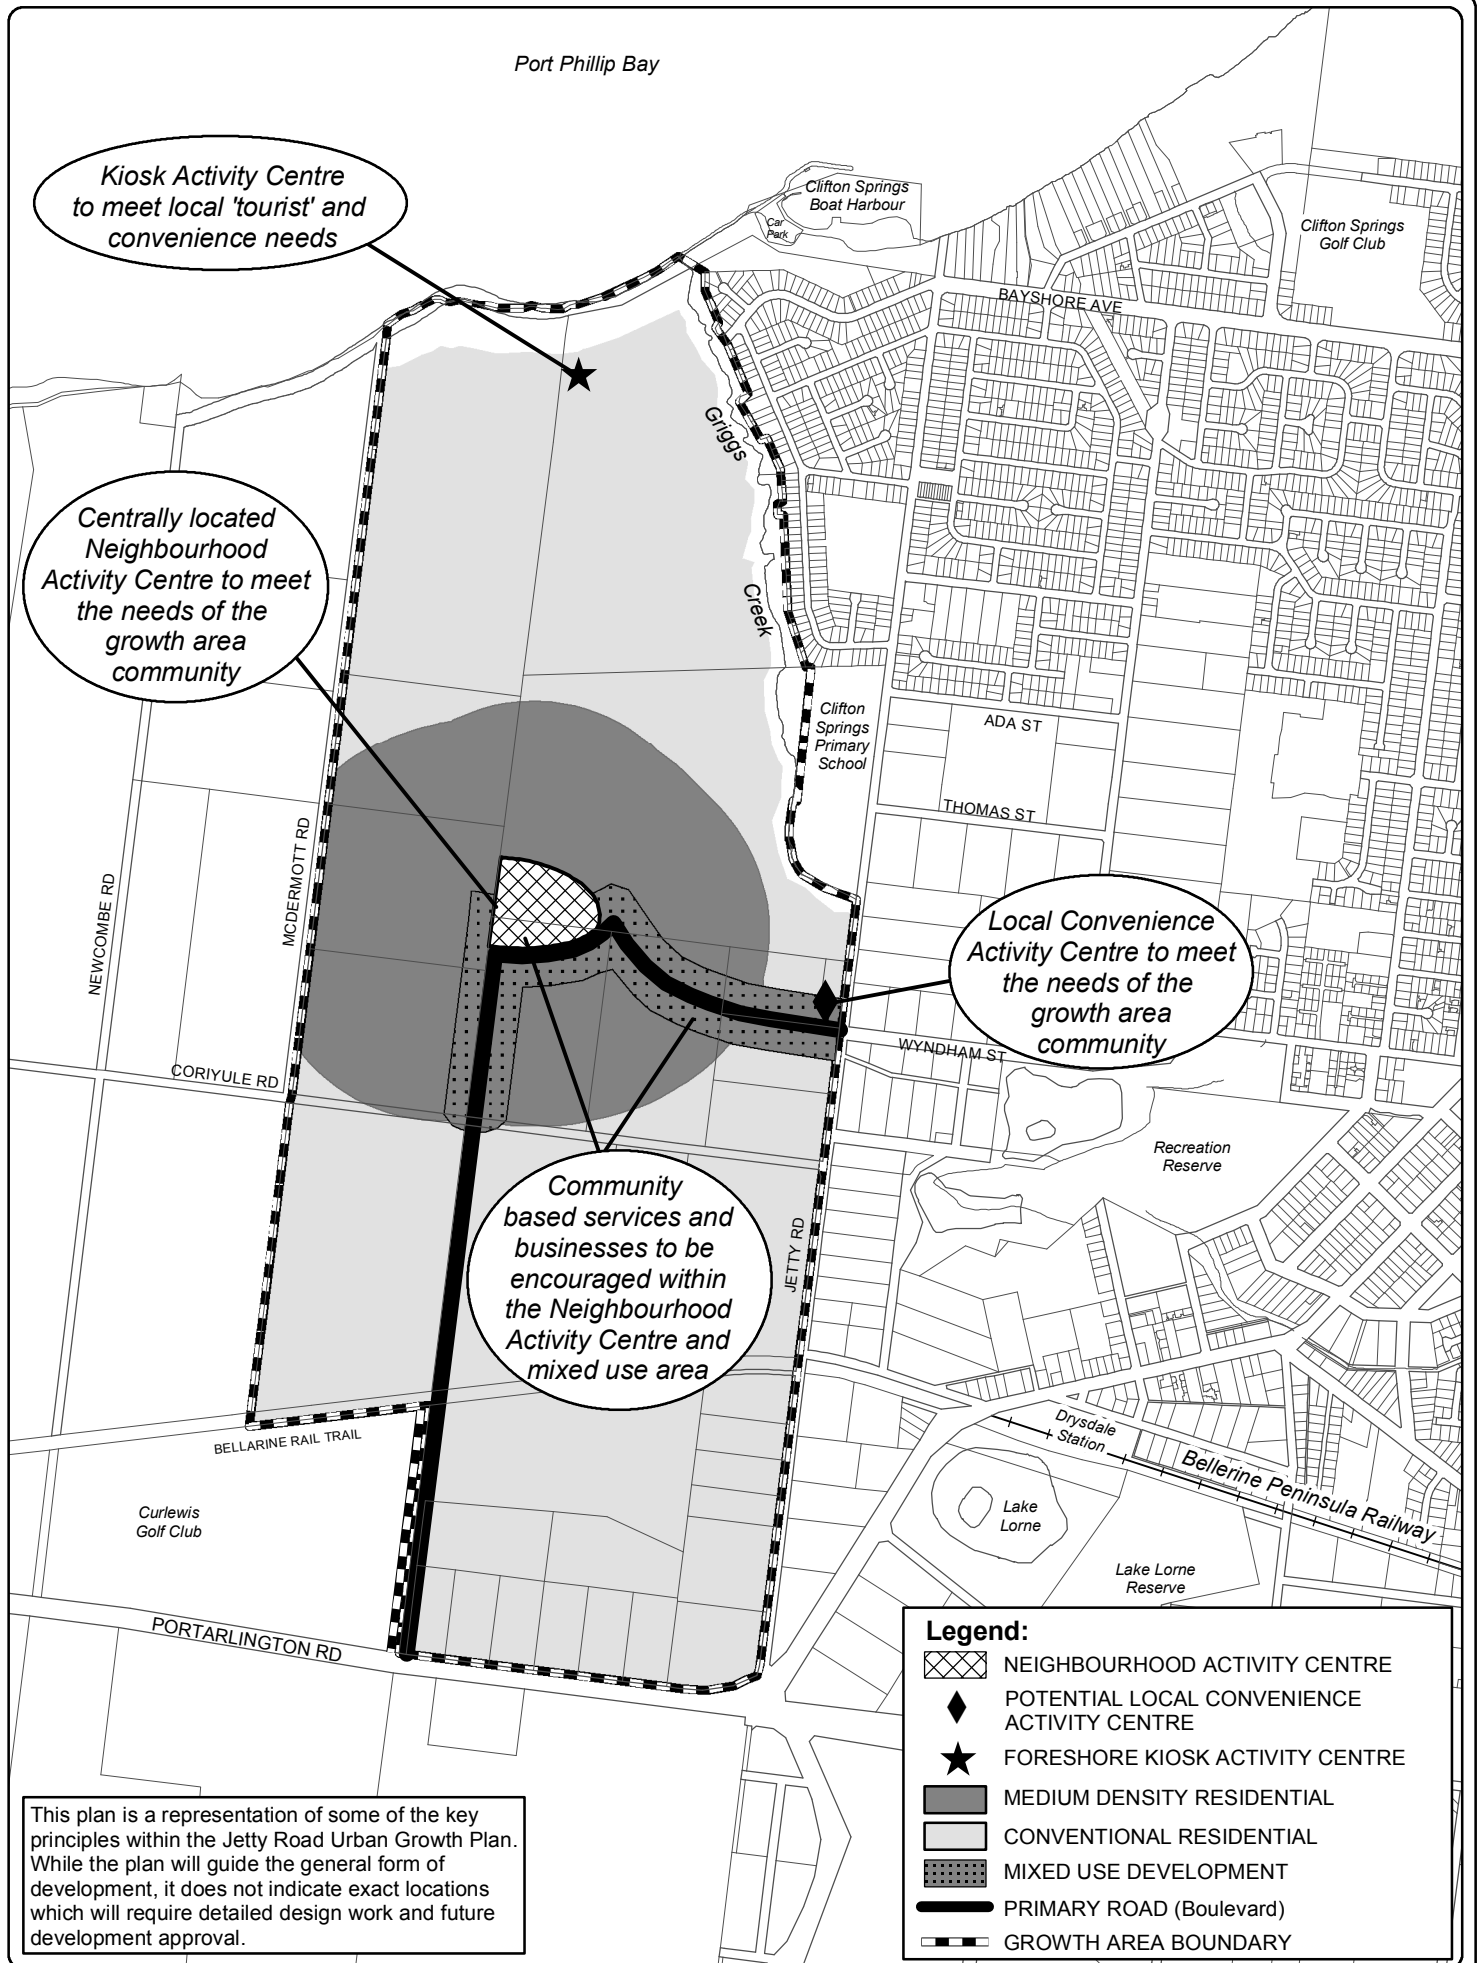 Port Phillip Bay
Kiosk Activity Centre
to meet local 'tourist' and
convenience needs
Clifton Springs
Boat Harbour
Car
Park
Clifton Springs
Golf Club
BAYSHORE AVE
Griggs
Creek
Centrally located
Neighbourhood
Activity Centre to meet
the needs of the
growth area
community
Clifton
Springs
Primary
School
ADA ST
THOMAS ST
MCDERMOTT RD
NEWCOMBE RD
Local Convenience
Activity Centre to meet
the needs of the
growth area
community
WYNDHAM ST
CORIYULE RD
Recreation
Reserve
Community
based services and
businesses to be
encouraged within
the Neighbourhood
Activity Centre and
mixed use area
JETTY RD
BELLARINE RAIL TRAIL
Drysdale
Station
Bellerine Peninsula Railway
Curlewis
Golf Club
Lake
Lorne
Lake Lorne
Reserve
PORTARLINGTON RD
Legend:
NEIGHBOURHOOD ACTIVITY CENTRE
POTENTIAL LOCAL CONVENIENCE
ACTIVITY CENTRE
FORESHORE KIOSK ACTIVITY CENTRE
MEDIUM DENSITY RESIDENTIAL
CONVENTIONAL RESIDENTIAL
MIXED USE DEVELOPMENT
PRIMARY ROAD (Boulevard)
GROWTH AREA BOUNDARY
This plan is a representation of some of the key
principles within the Jetty Road Urban Growth Plan.
While the plan will guide the general form of
development, it does not indicate exact locations
which will require detailed design work and future
development approval.